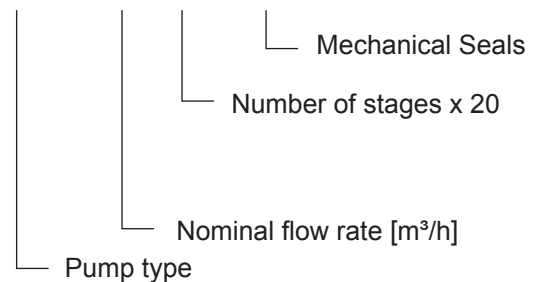 Mechanical Seals
Number of stages x 20
Nominal flow rate [m³/h]
Pump type